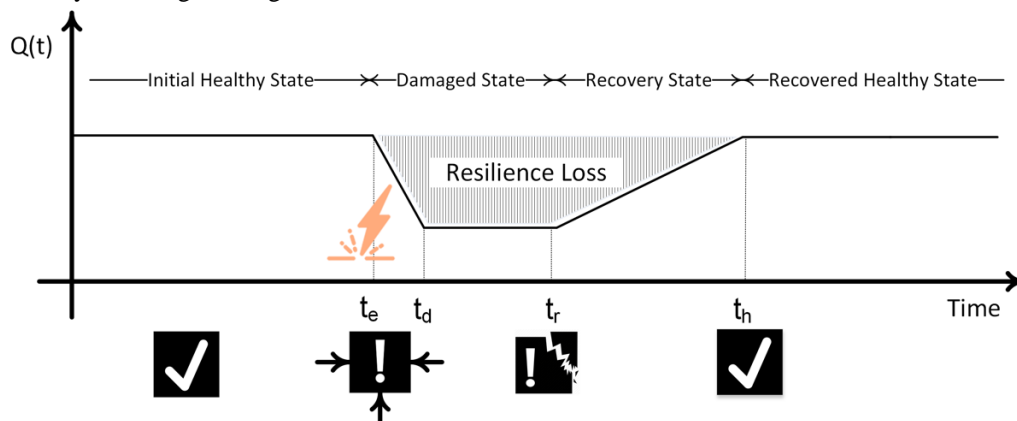 Q(t)
Initial Healthy State Damaged State Recovery State Recovered Healthy State
Resilience Loss
te td tr th Time
! !